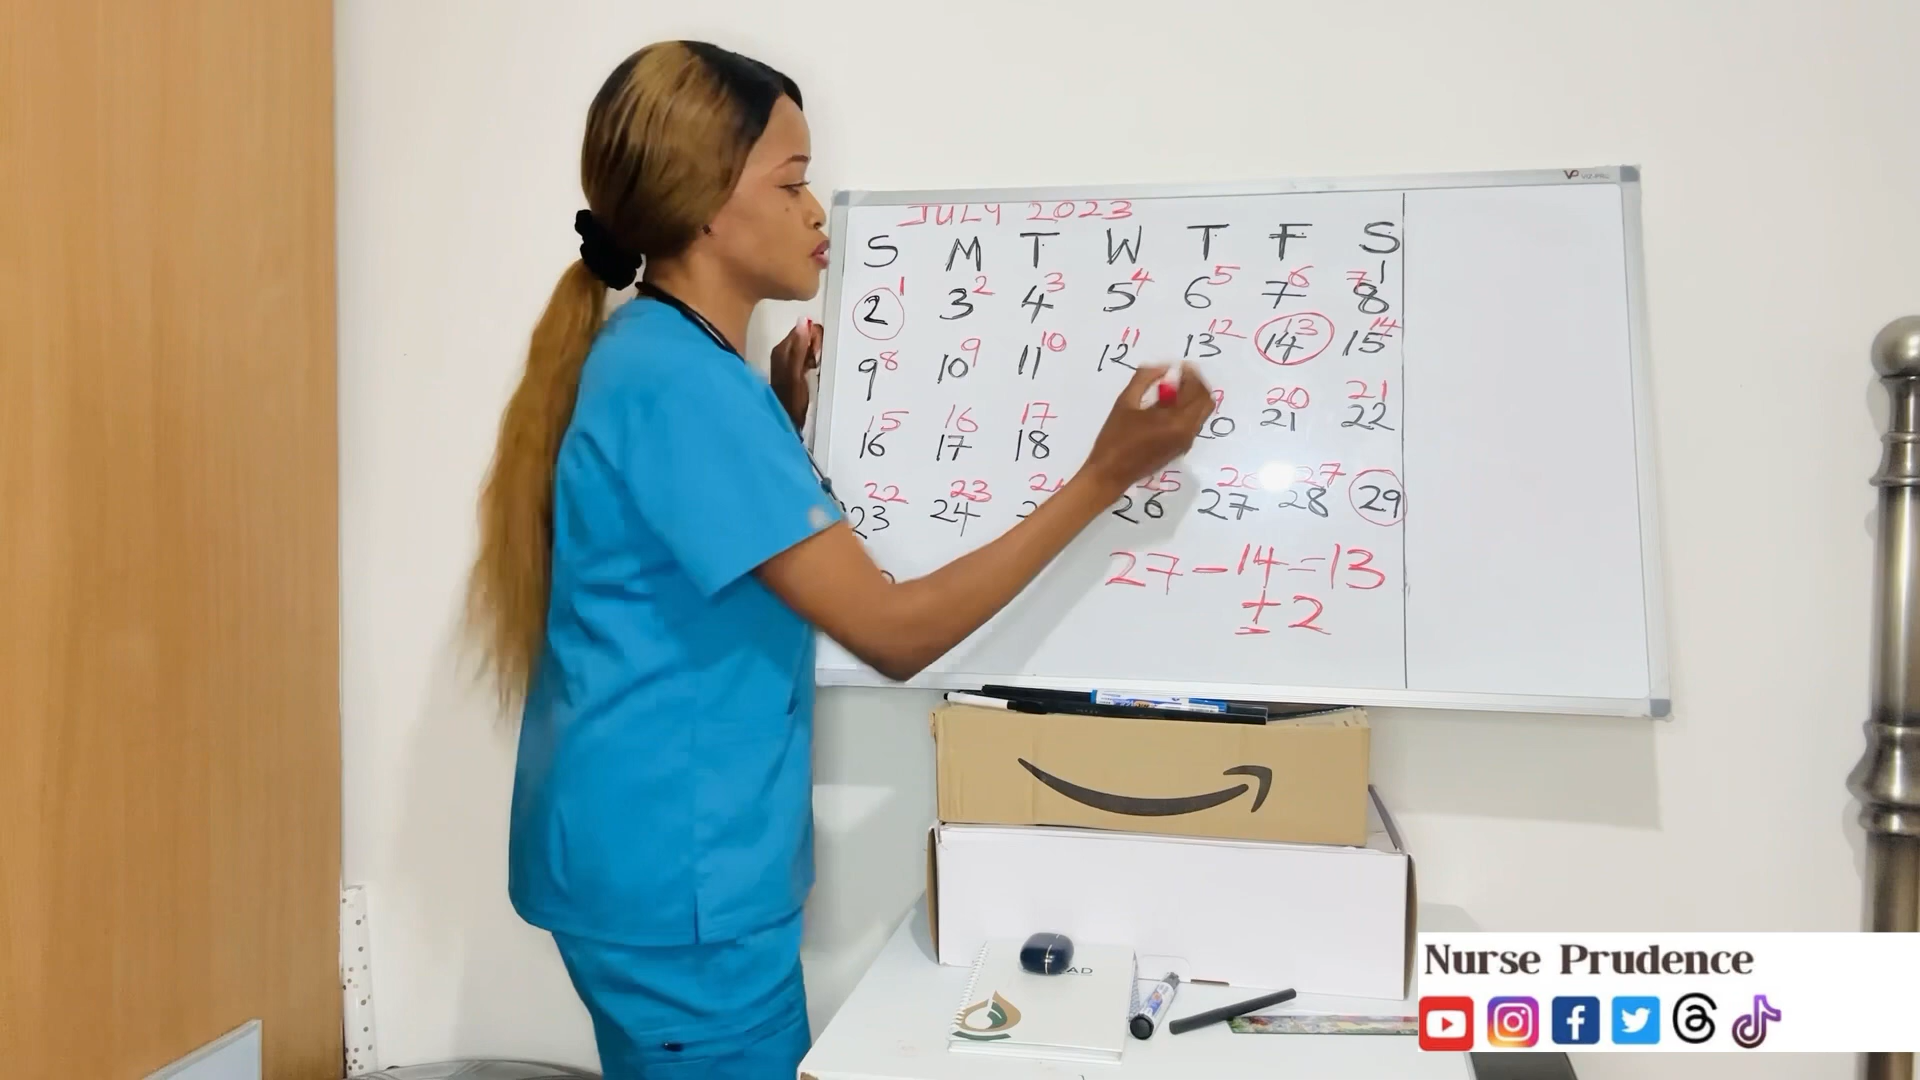 JULY 2023
S M T W T F S
1
1 2 3 4 5 6 7
2 3 4 5 6 7 8
8 9 10 11 12 13 14
9 10 11 12 13 14 15
15 16 17 20 21
16 17 18 20 21 22
22 23 25 26 27
23 24 26 27 28 29
27 - 14 = 13
± 2
AD
Nurse Prudence